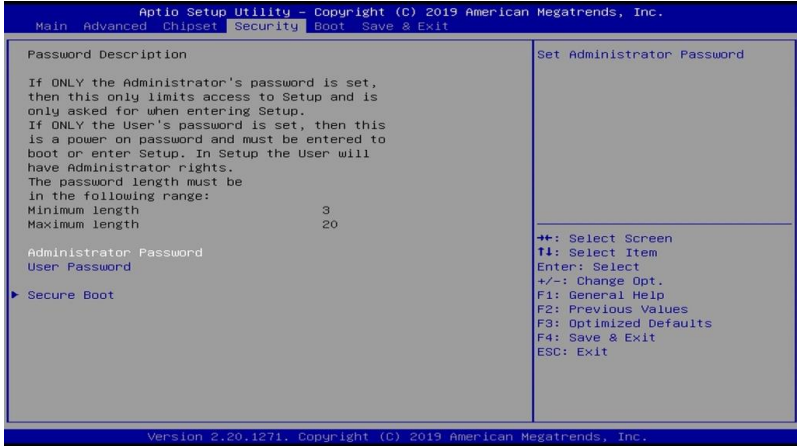 Aptio Setup Utility – Copyright (C) 2019 American Megatrends, Inc.
Main Advanced Chipset Security Boot Save & Exit
Password Description
If ONLY the Administrator's password is set,
then this only limits access to Setup and is
only asked for when entering Setup.
If ONLY the User's password is set, then this
is a power on password and must be entered to
boot or enter Setup. In Setup the User will
have Administrator rights.
The password length must be
in the following range:
Minimum length 3
Maximum length 20
Administrator Password
User Password
Secure Boot
Set Administrator Password
→←: Select Screen
↑↓: Select Item
Enter: Select
+/-: Change Opt.
F1: General Help
F2: Previous Values
F3: Optimized Defaults
F4: Save & Exit
ESC: Exit
Version 2.20.1271. Copyright (C) 2019 American Megatrends, Inc.